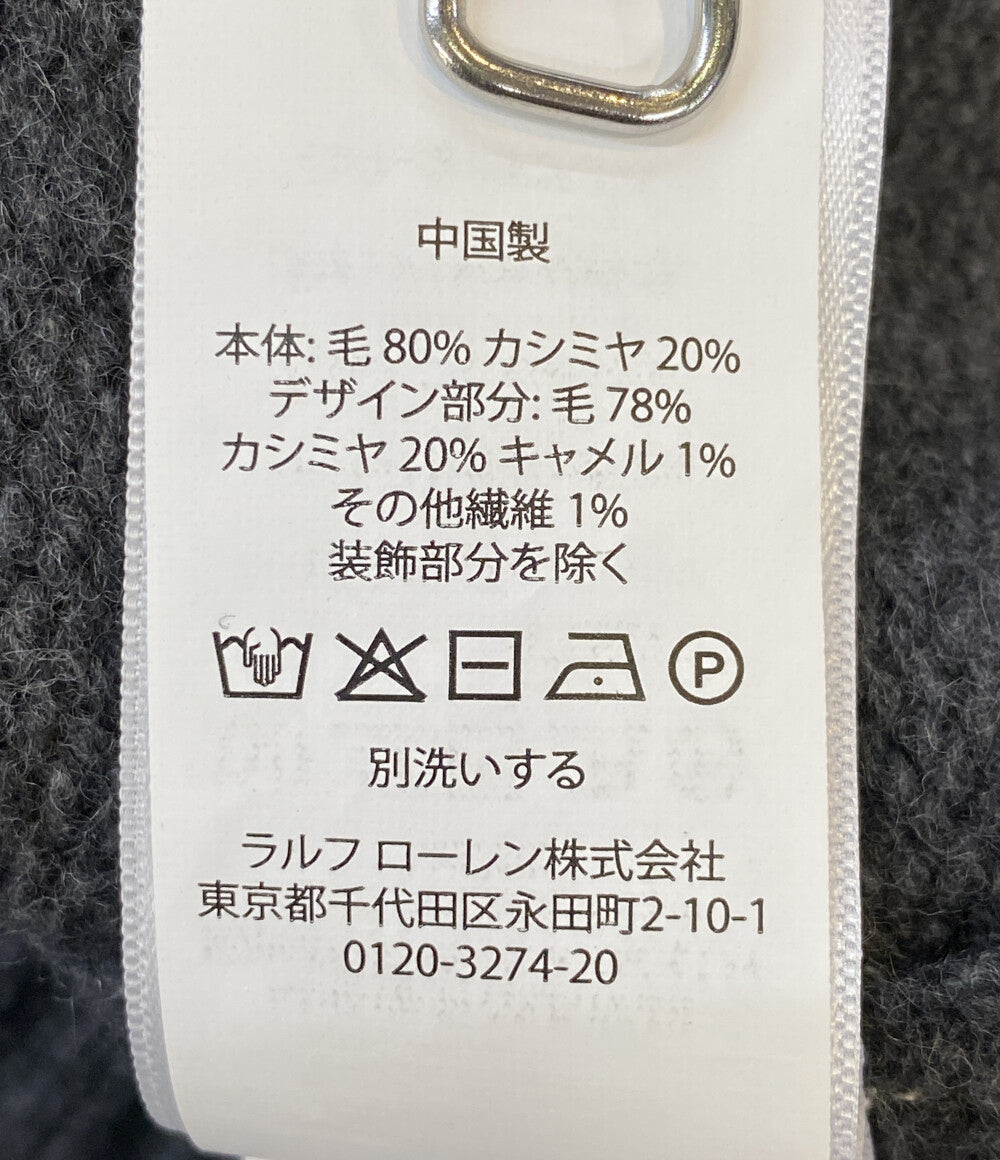 中国製
本体: 毛 80% カシミヤ 20%
デザイン部分: 毛 78%
カシミヤ 20% キャメル 1%
その他繊維 1%
装飾部分を除く
P
別洗いする
ラルフ ローレン株式会社
東京都千代田区永田町2-10-1
0120-3274-20